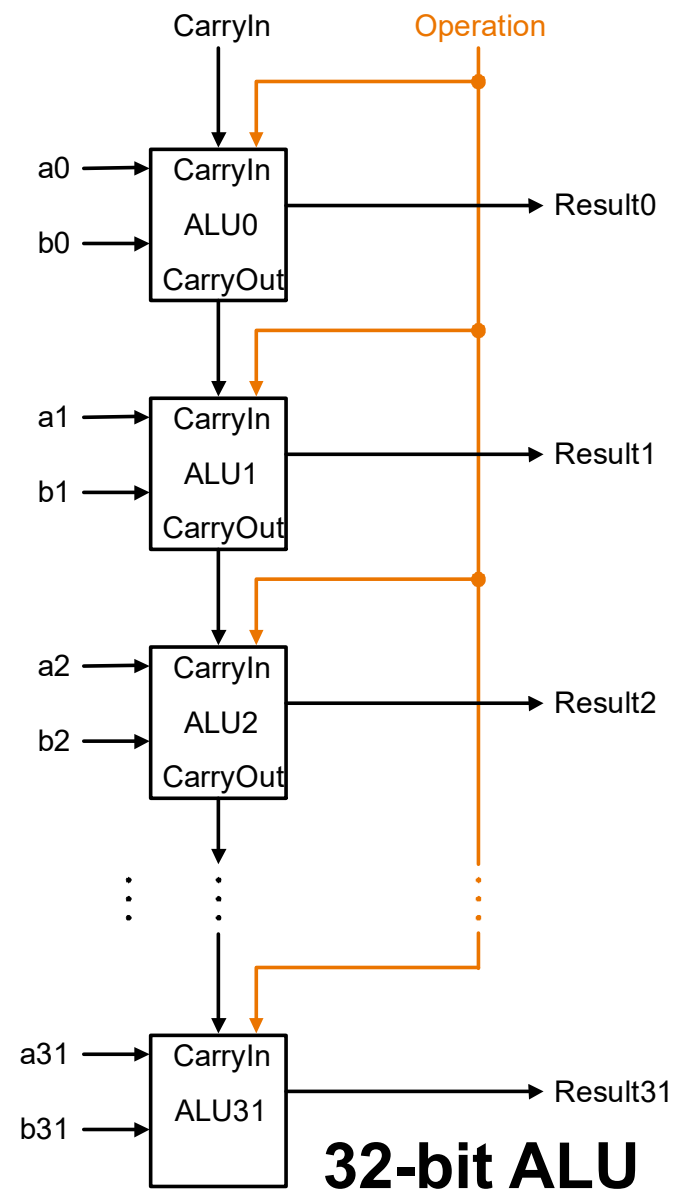 CarryIn
Operation
a0
CarryIn
ALU0
Result0
b0
CarryOut
a1
CarryIn
ALU1
Result1
b1
CarryOut
a2
CarryIn
ALU2
Result2
b2
CarryOut
a31
CarryIn
ALU31
Result31
b31
32-bit ALU